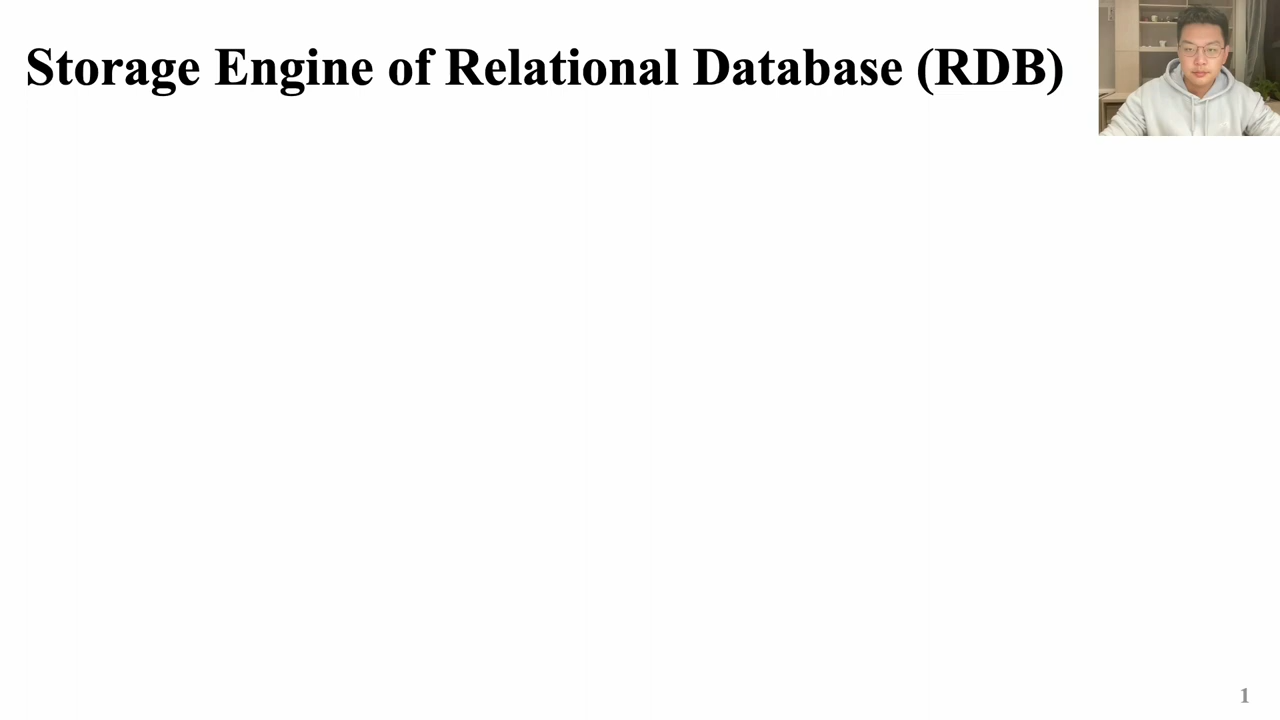 Storage Engine of Relational Database (RDB)
1